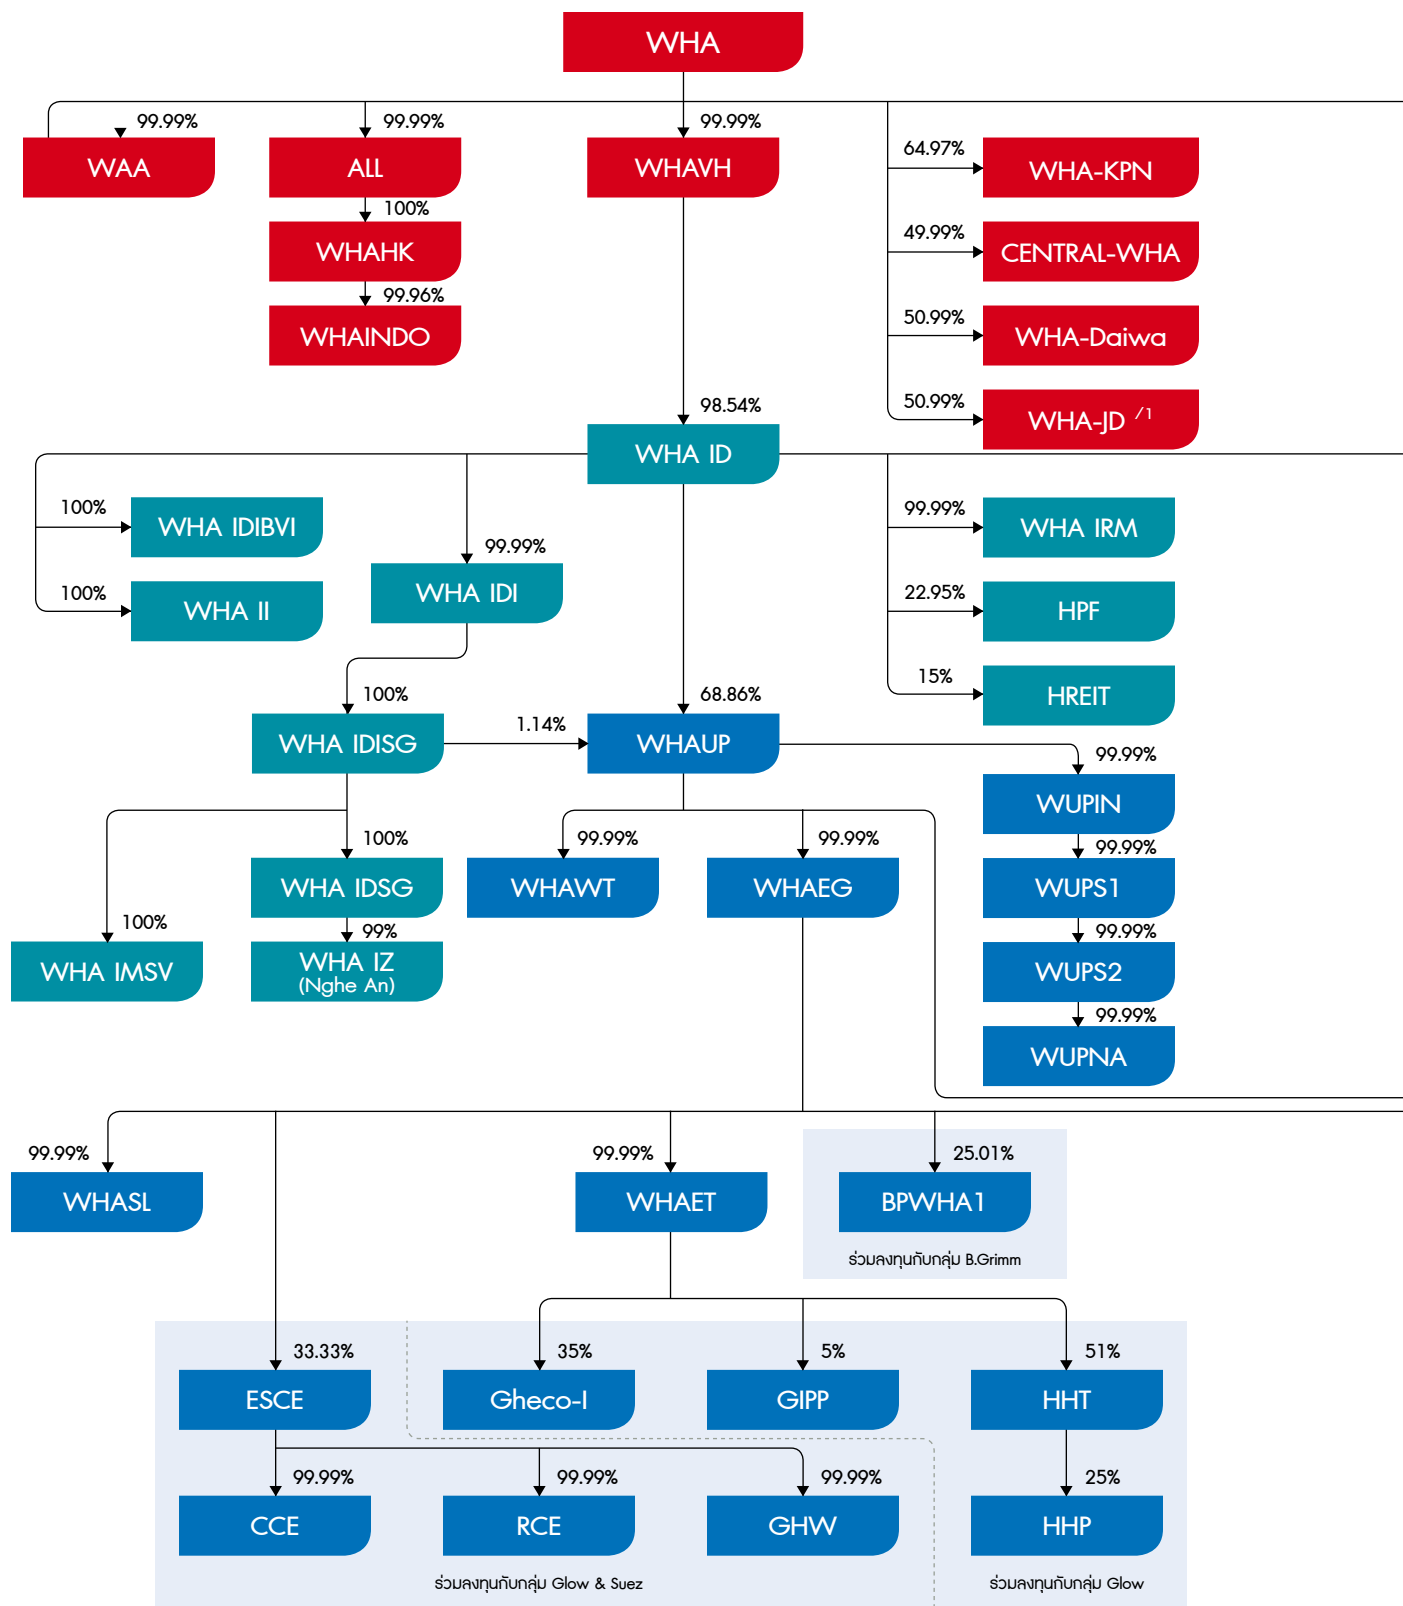 WHA
99.99%
99.99%
99.99%
WAA
ALL
WHAVH
64.97%
WHA-KPN
100%
WHAHK
49.99%
CENTRAL-WHA
99.96%
WHAINDO
50.99%
WHA-Daiwa
50.99%
WHA-JD /1
98.54%
WHA ID
100%
WHA IDIBVI
99.99%
WHA IDI
99.99%
WHA IRM
100%
WHA II
22.95%
HPF
15%
HREIT
100%
WHA IDISG
1.14%
68.86%
WHAUP
99.99%
WUPIN
100%
WHA IDSG
99.99%
WHAWT
99.99%
WHAEG
99.99%
WUPS1
100%
WHA IMSV
99%
WHA IZ
(Nghe An)
99.99%
WUPS2
99.99%
WUPNA
99.99%
WHASL
99.99%
WHAET
25.01%
BPWHA1
ร่วมลงทุนกับกลุ่ม B.Grimm
33.33%
35%
5%
51%
ESCE
Gheco-I
GIPP
HHT
99.99%
99.99%
99.99%
25%
CCE
RCE
GHW
HHP
ร่วมลงทุนกับกลุ่ม Glow & Suez
ร่วมลงทุนกับกลุ่ม Glow